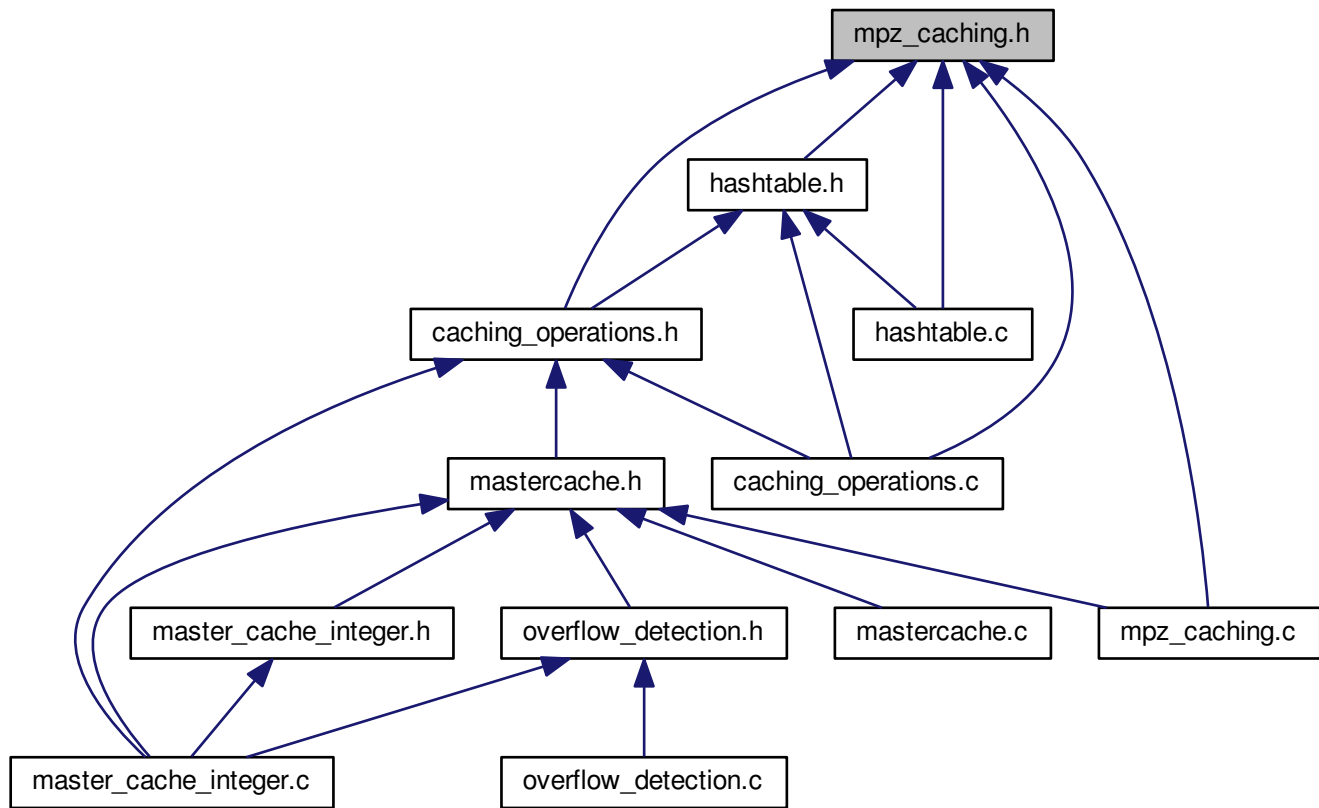 mpz_caching.h
hashtable.h
caching_operations.h
hashtable.c
mastercache.h
caching_operations.c
master_cache_integer.h
overflow_detection.h
mastercache.c
mpz_caching.c
master_cache_integer.c
overflow_detection.c